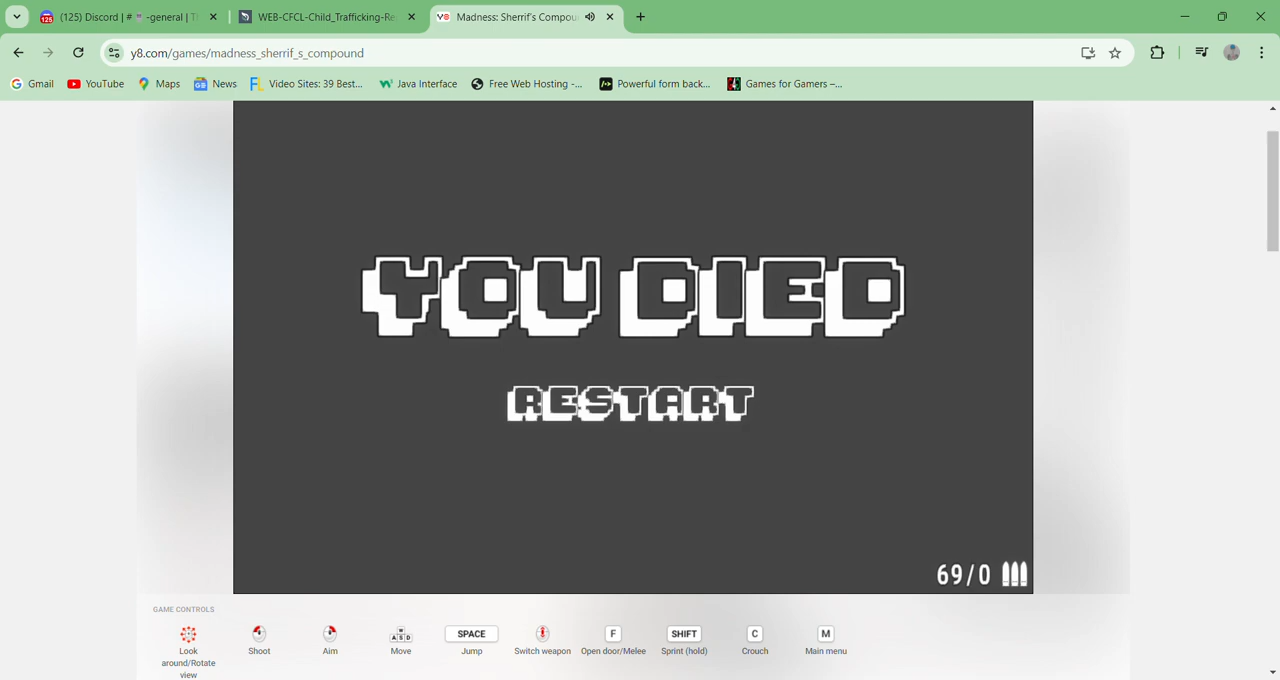 (125) Discord | # -general | T
WEB-CFCL-Child_Trafficking-Re
Madness: Sherrif's Compou
y8.com/games/madness_sherrif_s_compound
Gmail YouTube Maps News Video Sites: 39 Best... Java Interface Free Web Hosting -... Powerful form back... Games for Gamers –...
YOU DIED
RESTART
69/0
GAME CONTROLS
SPACE F SHIFT C M
Look around/Rotate view
Shoot
Aim
Move
Jump
Switch weapon
Open door/Melee
Sprint (hold)
Crouch
Main menu